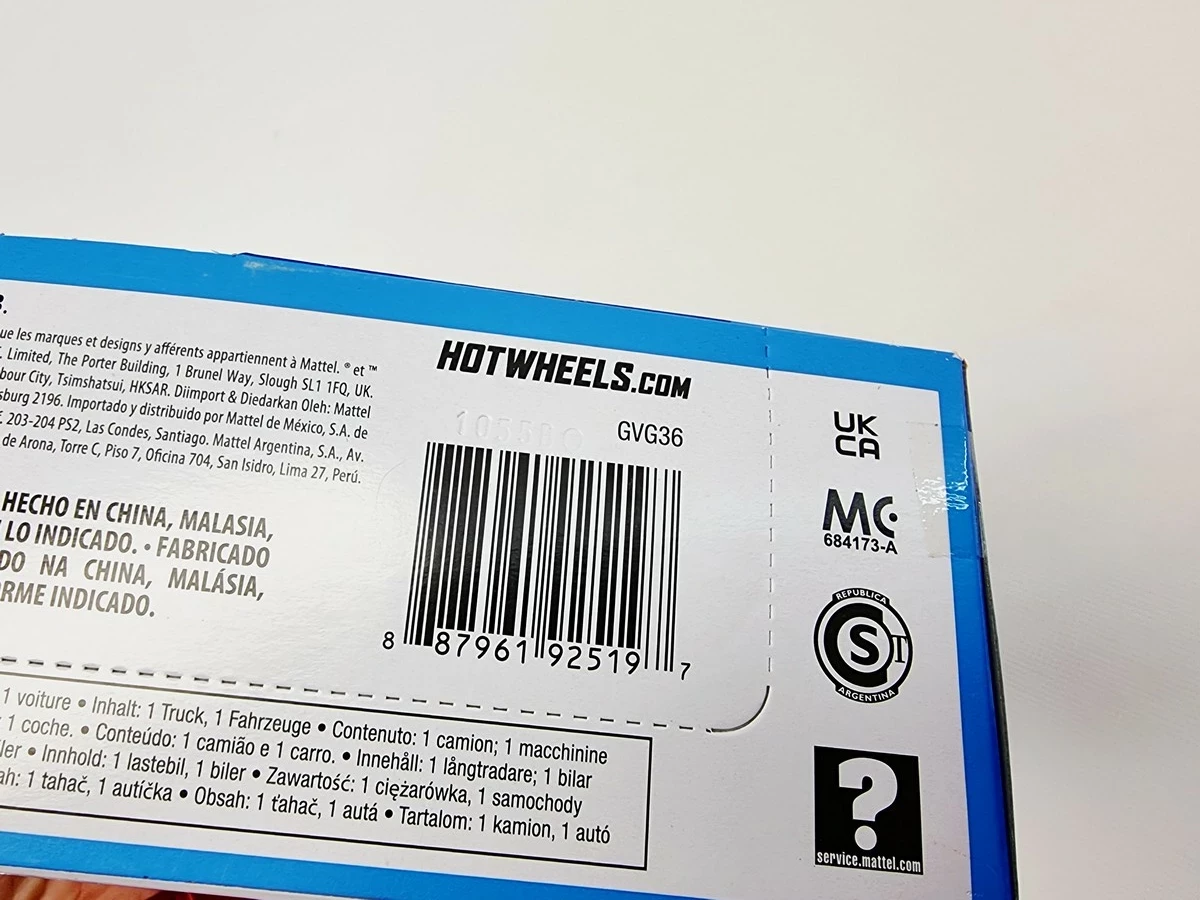 ue les marques et designs y afférents appartiennent à Mattel. ® et ™
Limited, The Porter Building, 1 Brunel Way, Slough SL1 1FQ, UK.
bour City, Tsimshatsui, HKSAR. Diimport & Diedarkan Oleh: Mattel
sburg 2196. Importado y distribuido por Mattel de México, S.A. de
203-204 PS2, Las Condes, Santiago. Mattel Argentina, S.A., Av.
de Arona, Torre C, Piso 7, Oficina 704, San Isidro, Lima 27, Perú.
HECHO EN CHINA, MALASIA,
LO INDICADO. • FABRICADO
DO NA CHINA, MALÁSIA,
RME INDICADO.
HOTWHEELS.COM
GVG36
8 87961 92519 7
UK
CA
MC
684173-A
REPUBLICA
CST
ARGENTINA
service.mattel.com
1 voiture • Inhalt: 1 Truck, 1 Fahrzeuge • Contenuto: 1 camion; 1 macchinine
1 coche. • Conteúdo: 1 camião e 1 carro. • Innehåll: 1 långtradare; 1 bilar
ler • Innhold: 1 lastebil, 1 biler • Zawartość: 1 ciężarówka, 1 samochody
ah: 1 tahač, 1 autíčka • Obsah: 1 ťahač, 1 autá • Tartalom: 1 kamion, 1 autó